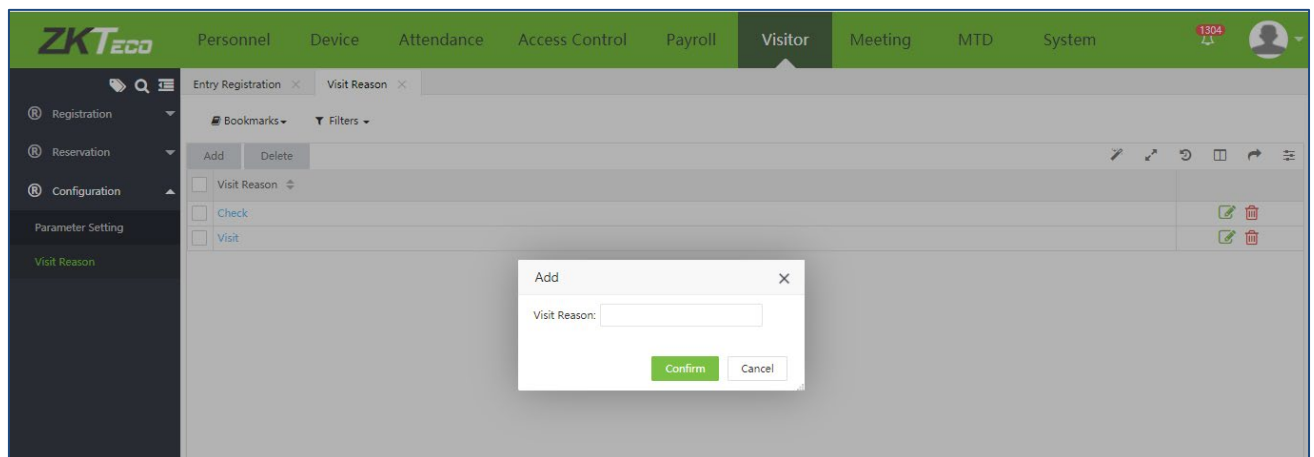 ZKTeco Personnel Device Attendance Access Control Payroll Visitor Meeting MTD System 1304
Entry Registration Visit Reason
® Registration
Bookmarks Filters
® Reservation
Add Delete
® Configuration
Visit Reason
Check
Parameter Setting
Visit
Visit Reason
Add
Visit Reason:
Confirm Cancel